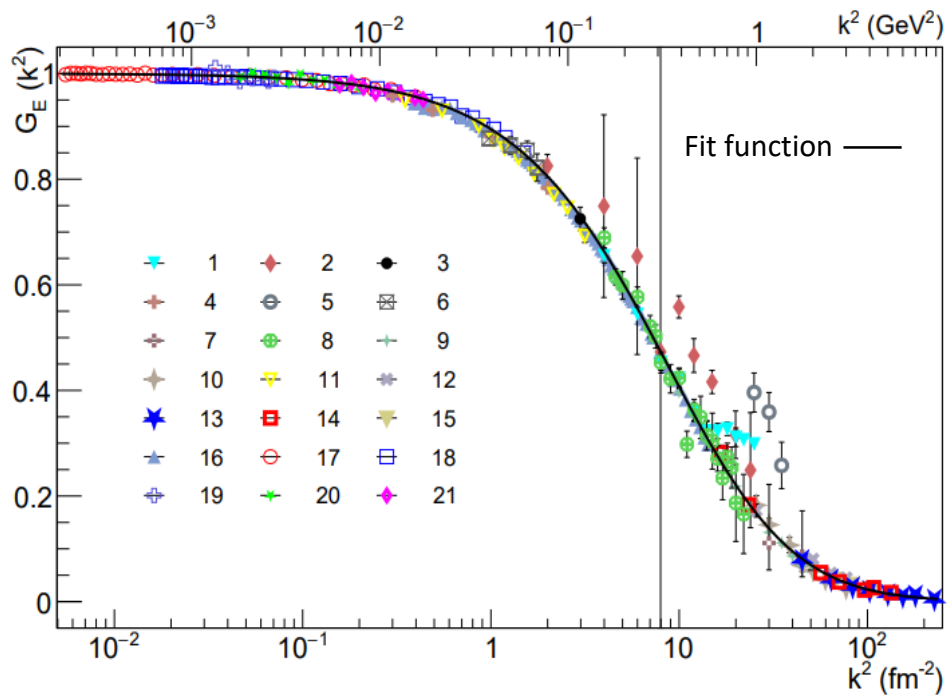 10⁻³ 10⁻² 10⁻¹ 1 k² (GeV²)
G_E (k²)
1
0.8
0.6
0.4
0.2
0
Fit function
1 2 3
4 5 6
7 8 9
10 11 12
13 14 15
16 17 18
19 20 21
10⁻² 10⁻¹ 1 10 10²
k² (fm⁻²)